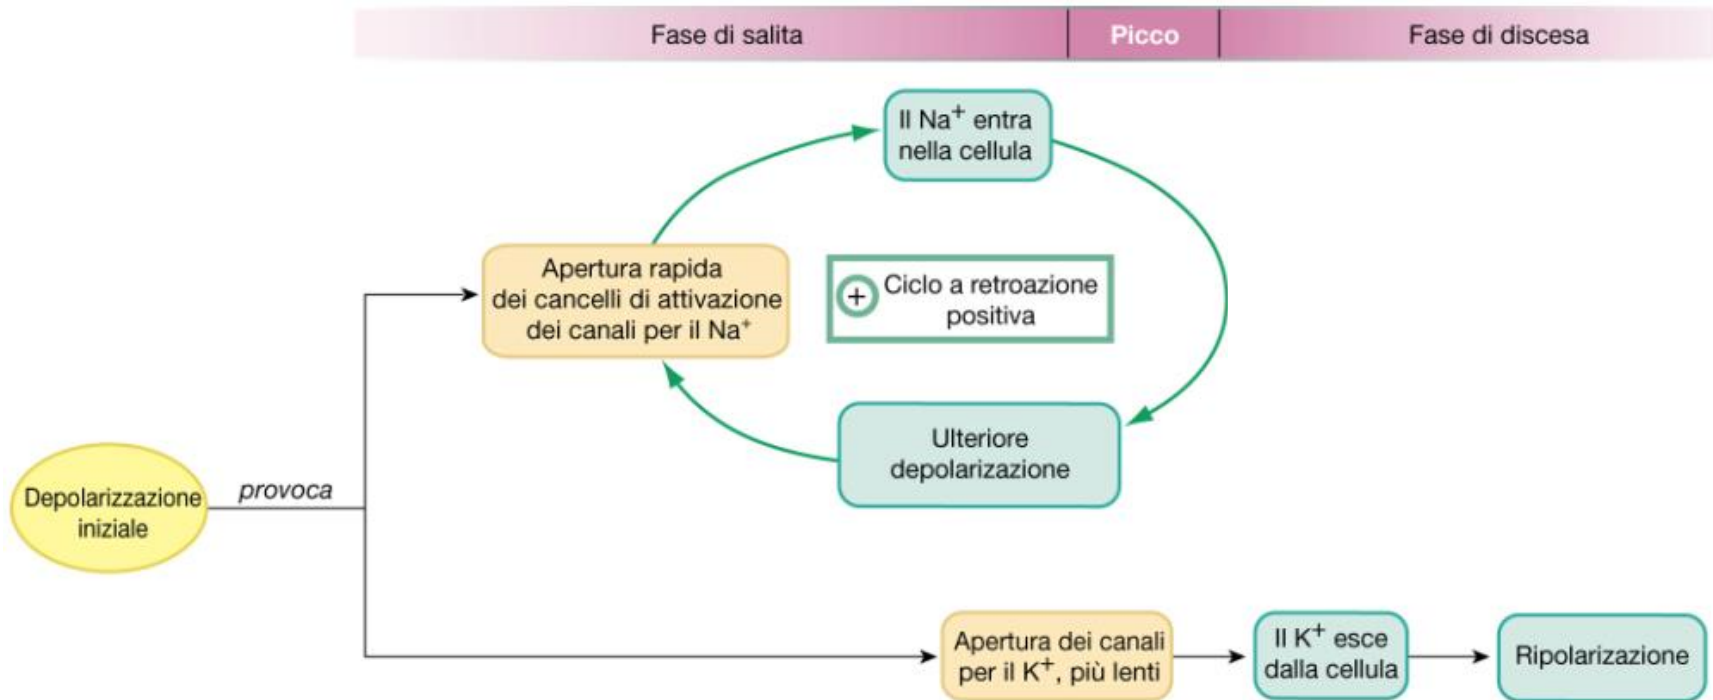 Fase di salita
Picco
Fase di discesa
Il Na⁺ entra
nella cellula
Apertura rapida
dei cancelli di attivazione
dei canali per il Na⁺
+
Ciclo a retroazione
positiva
Ulteriore
depolarizazione
Depolarizzazione
iniziale
provoca
Apertura dei canali
per il K⁺, più lenti
Il K⁺ esce
dalla cellula
Ripolarizazione